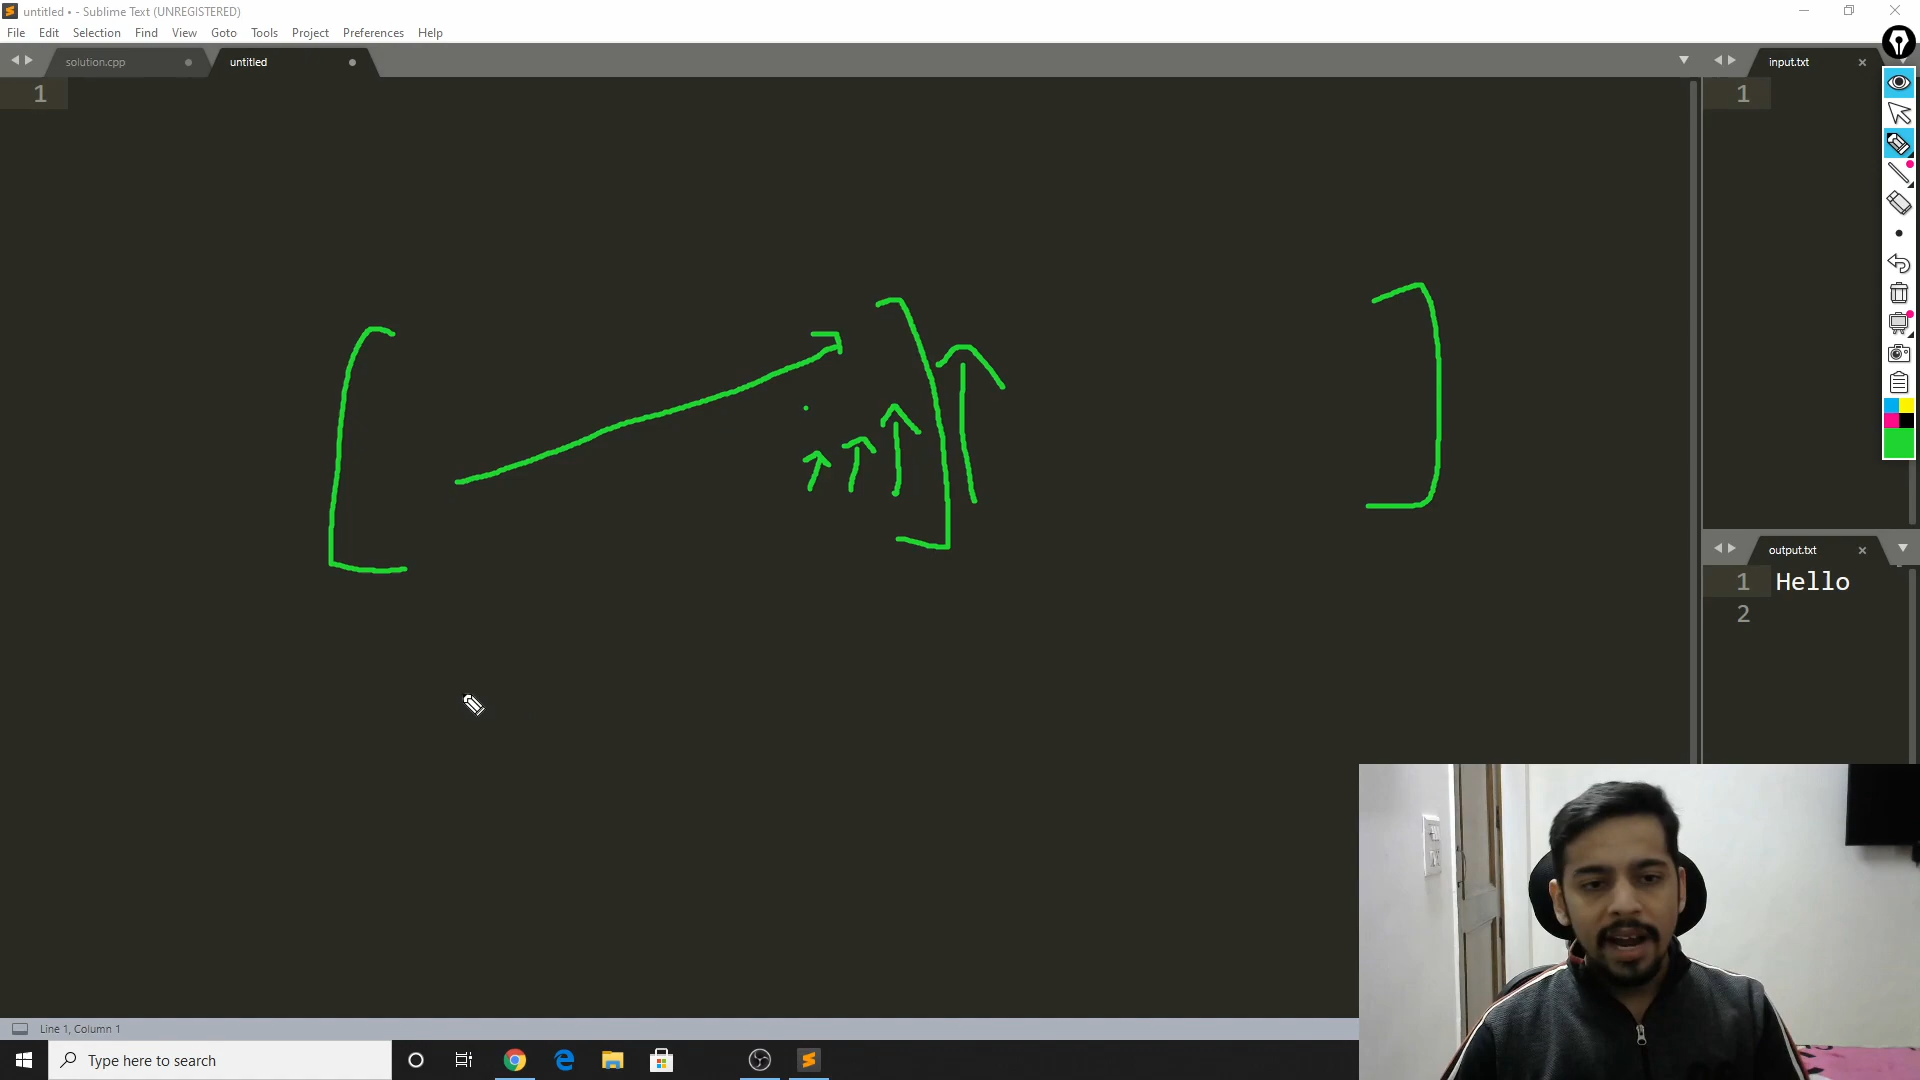 untitled • - Sublime Text (UNREGISTERED)
File Edit Selection Find View Goto Tools Project Preferences Help
solution.cpp
untitled
input.txt
1
1
output.txt
1 Hello
2
Line 1, Column 1
Type here to search